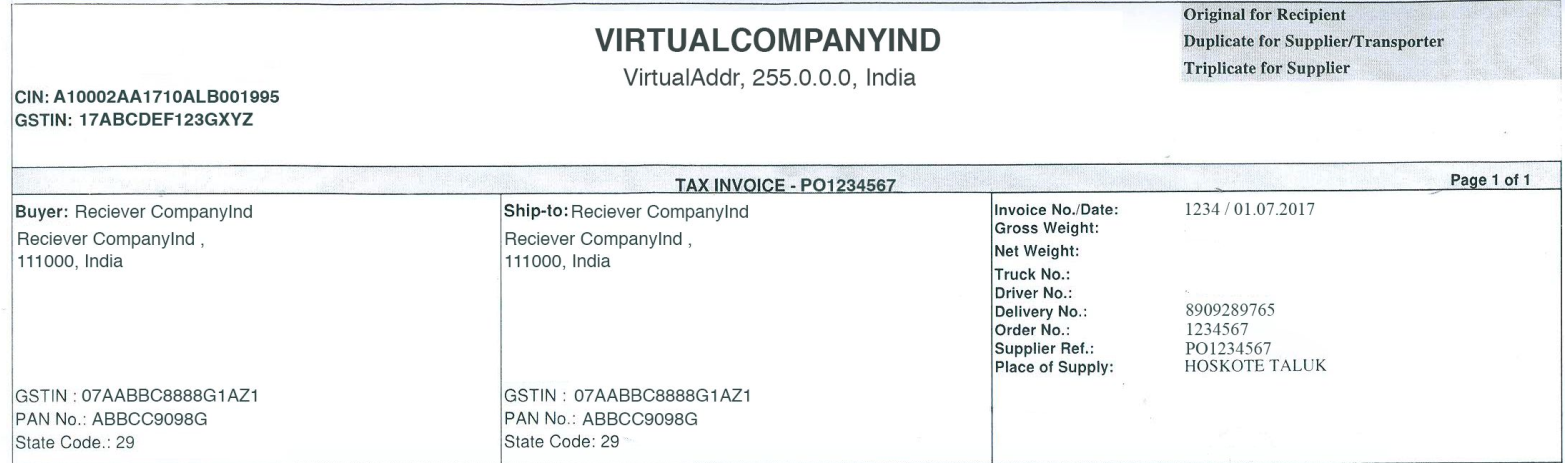 Original for Recipient
Duplicate for Supplier/Transporter
Triplicate for Supplier
VIRTUALCOMPANYIND
VirtualAddr, 255.0.0.0, India
CIN: A10002AA1710ALB001995
GSTIN: 17ABCDEF123GXYZ
TAX INVOICE - PO1234567
Page 1 of 1
Buyer: Reciever CompanyInd
Reciever CompanyInd ,
111000, India
GSTIN : 07AABBC8888G1AZ1
PAN No.: ABBCC9098G
State Code.: 29
Ship-to: Reciever CompanyInd
Reciever CompanyInd ,
111000, India
GSTIN : 07AABBC8888G1AZ1
PAN No.: ABBCC9098G
State Code: 29
Invoice No./Date: 1234 / 01.07.2017
Gross Weight:
Net Weight:
Truck No.:
Driver No.:
Delivery No.: 8909289765
Order No.: 1234567
Supplier Ref.: PO1234567
Place of Supply: HOSKOTE TALUK